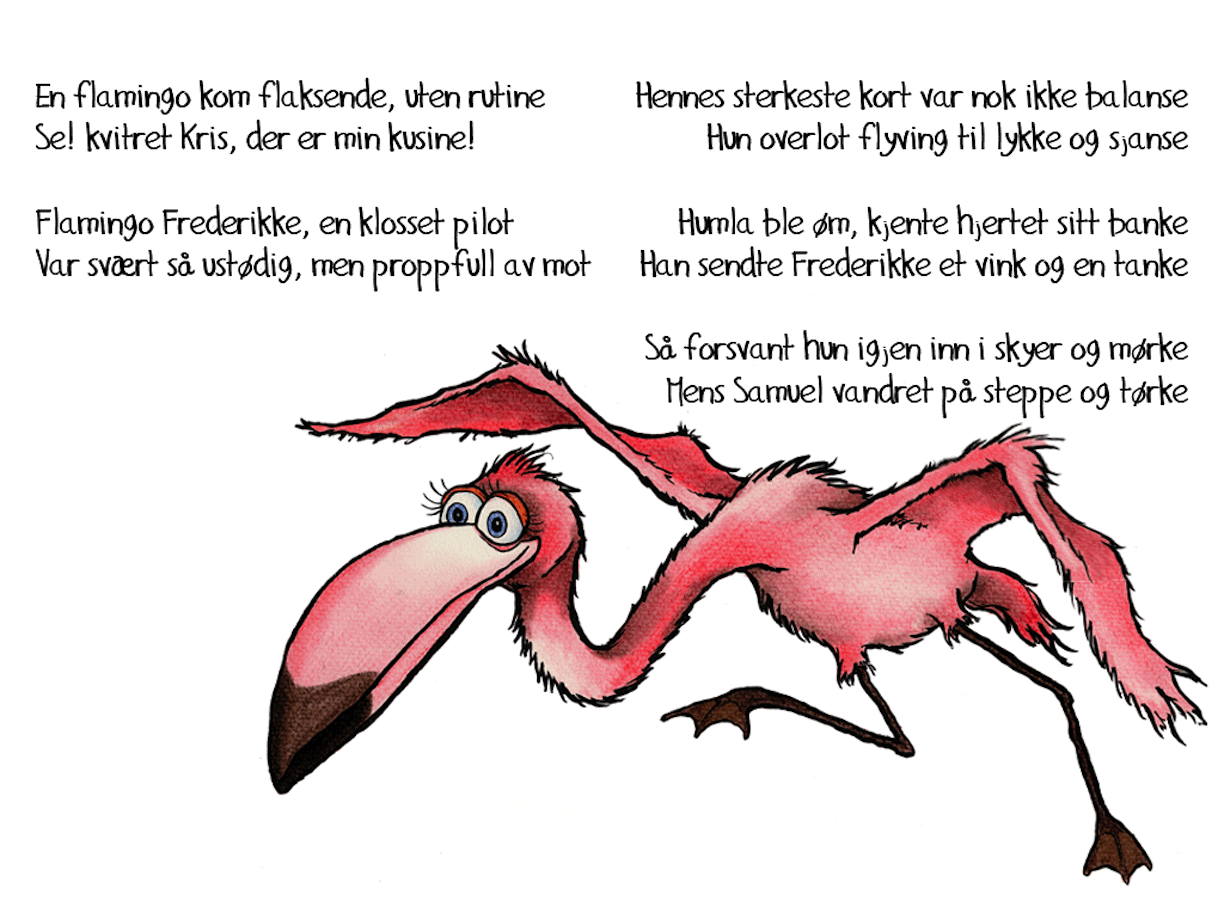 En flamingo kom flaksende, uten rutine
Se! kvitret Kris, der er min kusine!
Flamingo Frederikke, en klosset pilot
Var svært så ustødig, men proppfull av mot
Hennes sterkeste kort var nok ikke balanse
Hun overlot flyving til lykke og sjanse
Humla ble øm, kjente hjertet sitt banke
Han sendte Frederikke et vink og en tanke
Så forsvant hun igjen inn i skyer og mørke
Mens Samuel vandret på steppe og tørke